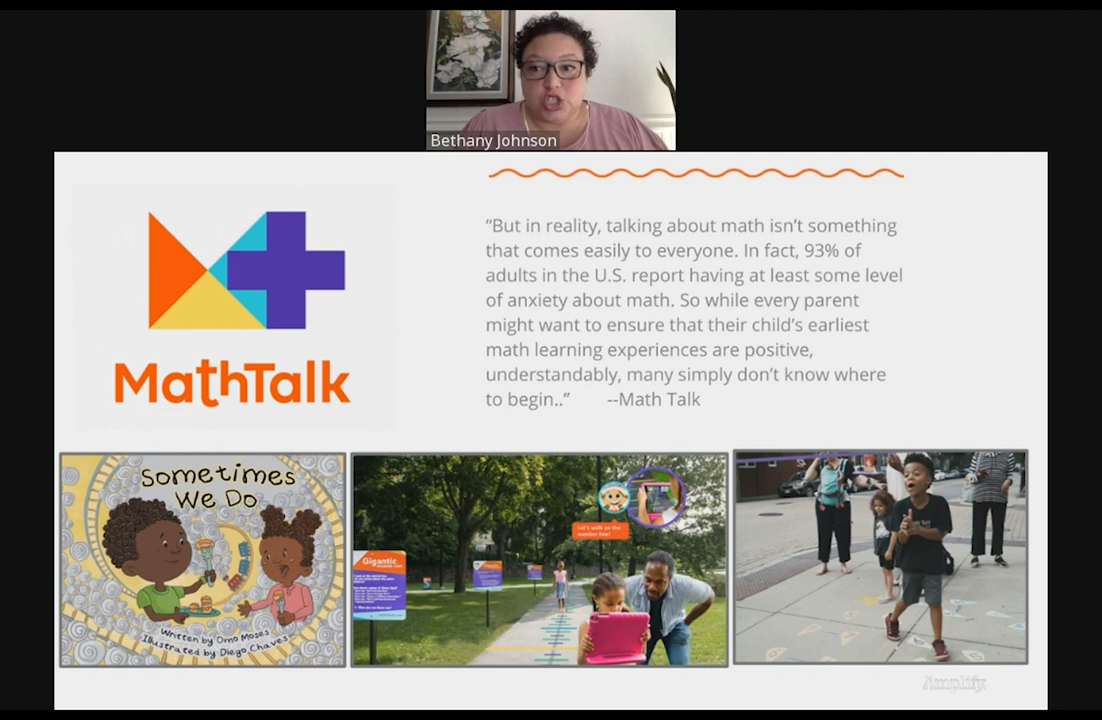 Bethany Johnson
MathTalk
“But in reality, talking about math isn’t something
that comes easily to everyone. In fact, 93% of
adults in the U.S. report having at least some level
of anxiety about math. So while every parent
might want to ensure that their child’s earliest
math learning experiences are positive,
understandably, many simply don’t know where
to begin..” --Math Talk
Sometimes
We Do
Written by Omo Moses
Illustrated by Diego Chaves
Let's walk on the
number line!
Gigantic
Amplify